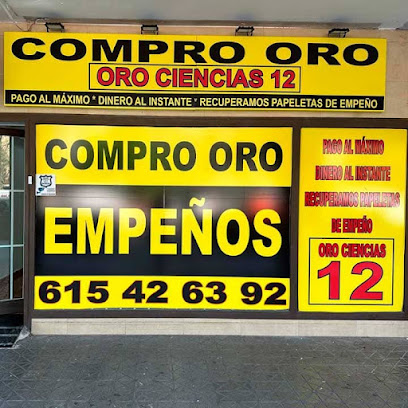 COMPRO ORO
ORO CIENCIAS 12
PAGO AL MÁXIMO * DINERO AL INSTANTE * RECUPERAMOS PAPELETAS DE EMPEÑO
COMPRO ORO
EMPEÑOS
615 42 63 92
PAGO AL MÁXIMO
DINERO AL INSTANTE
RECUPERAMOS PAPELETAS
DE EMPEÑO
ORO CIENCIAS
12